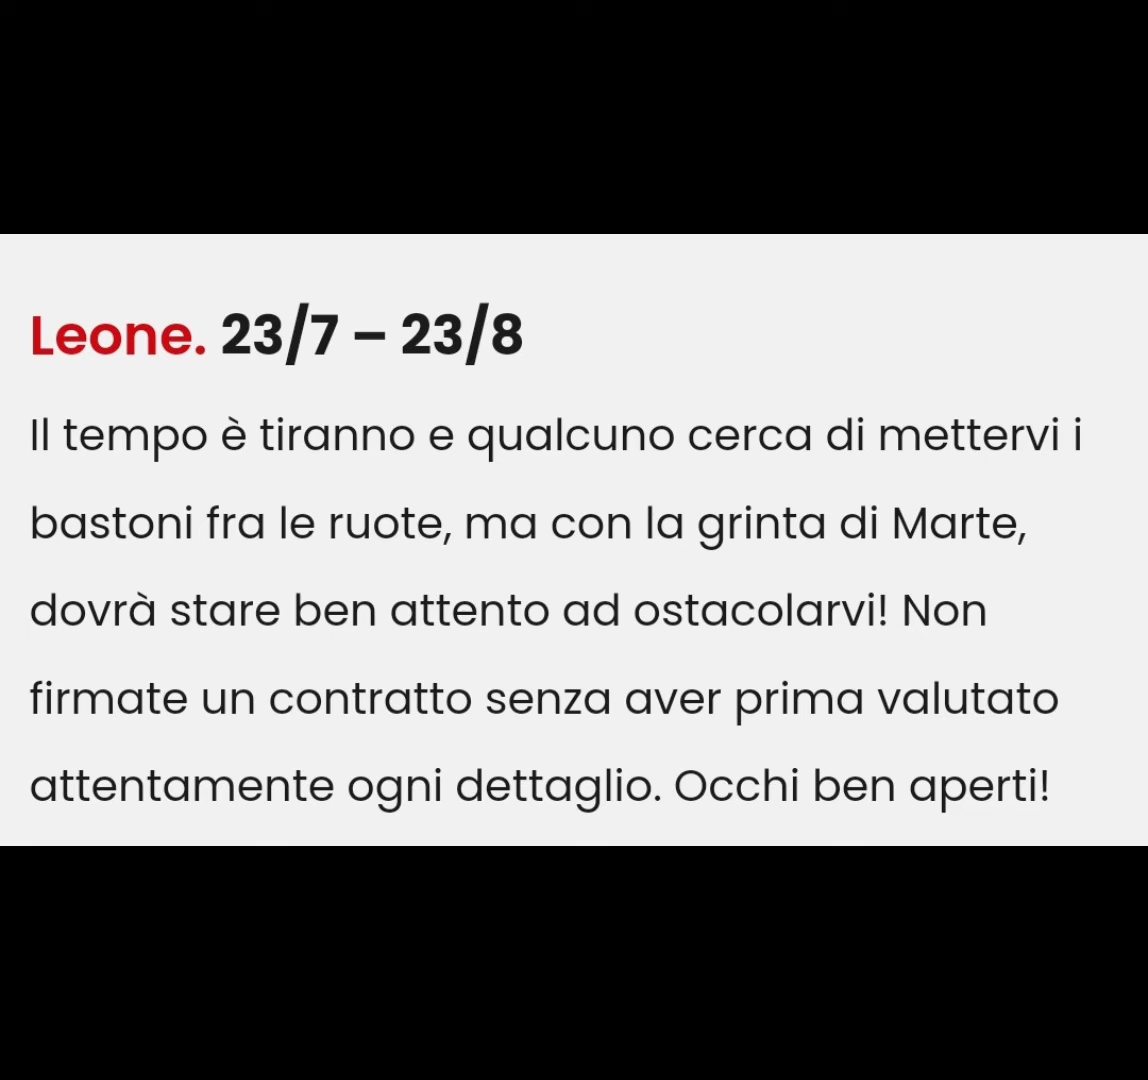 Leone. 23/7 – 23/8
Il tempo è tiranno e qualcuno cerca di mettervi i
bastoni fra le ruote, ma con la grinta di Marte,
dovrà stare ben attento ad ostacolarvi! Non
firmate un contratto senza aver prima valutato
attentamente ogni dettaglio. Occhi ben aperti!